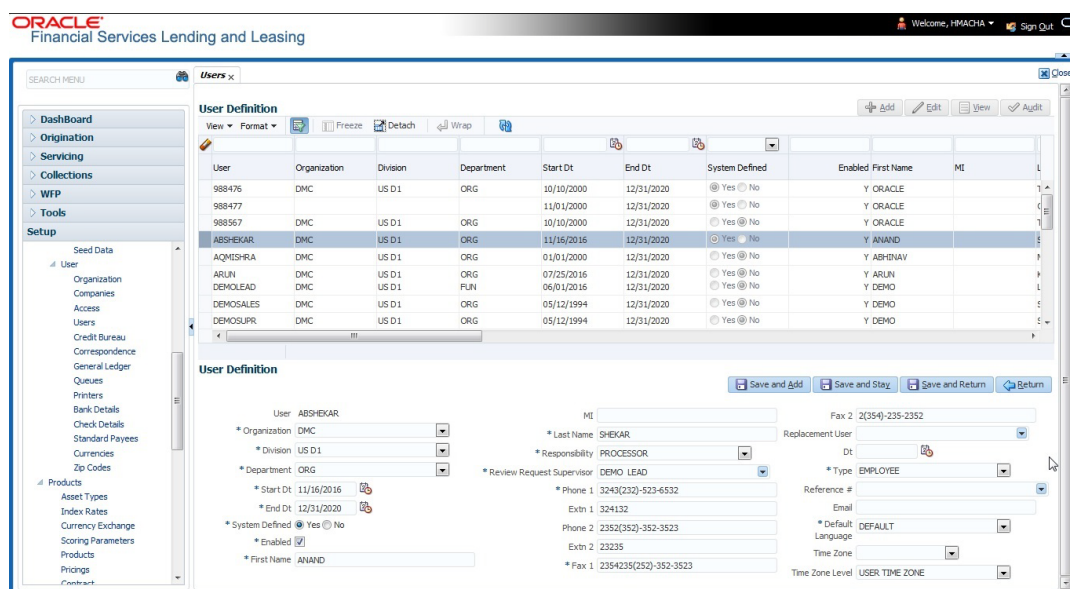 ORACLE
Financial Services Lending and Leasing
Welcome, HMACHA
Sign Out
SEARCH MENU
Users x
Close
DashBoard
Origination
Servicing
Collections
WFP
Tools
Setup
Seed Data
User
Organization
Companies
Access
Users
Credit Bureau
Correspondence
General Ledger
Queues
Printers
Bank Details
Check Details
Standard Payees
Currencies
Zip Codes
Products
Asset Types
Index Rates
Currency Exchange
Scoring Parameters
Products
Pricings
Contract
User Definition
Add Edit View Audit
View Format Freeze Detach Wrap
User Organization Division Department Start Dt End Dt System Defined Enabled First Name MI L
988476 DMC US D1 ORG 10/10/2000 12/31/2020 Yes No Y ORACLE
988477 11/01/2000 12/31/2020 Yes No Y ORACLE
988567 DMC US D1 ORG 10/10/2000 12/31/2020 Yes No Y ORACLE
ABSHEKAR DMC US D1 ORG 11/16/2016 12/31/2020 Yes No Y ANAND
AQMISHRA DMC US D1 ORG 01/01/2000 12/31/2020 Yes No Y ABHINAV
ARUN DMC US D1 ORG 07/25/2016 12/31/2020 Yes No Y ARUN
DEMOLEAD DMC US D1 FUN 06/01/2016 12/31/2020 Yes No Y DEMO
DEMOSALES DMC US D1 ORG 05/12/1994 12/31/2020 Yes No Y DEMO
DEMOSUPR DMC US D1 ORG 05/12/1994 12/31/2020 Yes No Y DEMO
User Definition
Save and Add Save and Stay Save and Return Return
User ABSHEKAR
* Organization DMC
* Division US D1
* Department ORG
* Start Dt 11/16/2016
* End Dt 12/31/2020
* System Defined Yes No
* Enabled
* First Name ANAND
MI
* Last Name SHEKAR
* Responsibility PROCESSOR
* Review Request Supervisor DEMO LEAD
* Phone 1 3243(232)-523-6532
Extn 1 324132
Phone 2 2352(352)-352-3523
Extn 2 23235
* Fax 1 2354235(252)-352-3523
Fax 2 2(354)-235-2352
Replacement User
Dt
* Type EMPLOYEE
Reference #
Email
* Default Language DEFAULT
Time Zone
Time Zone Level USER TIME ZONE